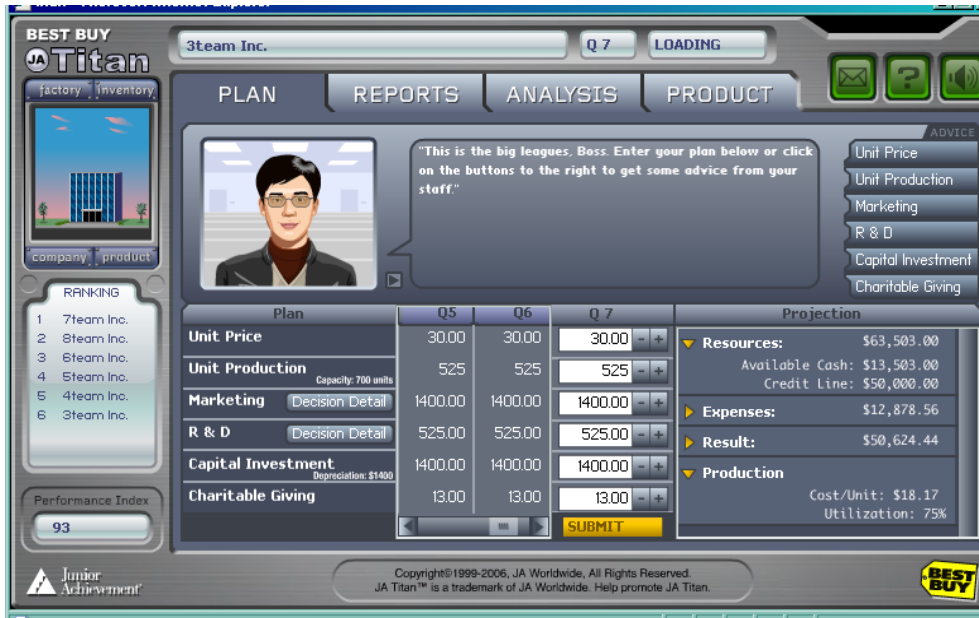 BEST BUY
JA Titan
factory inventory
company product
3team Inc.
Q 7
LOADING
PLAN
REPORTS
ANALYSIS
PRODUCT
"This is the big leagues, Boss. Enter your plan below or click
on the buttons to the right to get some advice from your
staff."
ADVICE
Unit Price
Unit Production
Marketing
R & D
Capital Investment
Charitable Giving
RANKING
1 7team Inc.
2 8team Inc.
3 6team Inc.
4 5team Inc.
5 4team Inc.
6 3team Inc.
Performance Index
93
Plan Q5 Q6 Q 7
Unit Price 30.00 30.00 30.00 - +
Unit Production 525 525 525 - +
Capacity: 700 units
Marketing Decision Detail 1400.00 1400.00 1400.00 - +
R & D Decision Detail 525.00 525.00 525.00 - +
Capital Investment 1400.00 1400.00 1400.00 - +
Depreciation: $1400
Charitable Giving 13.00 13.00 13.00 - +
SUBMIT
Projection
Resources: $63,503.00
Available Cash: $13,503.00
Credit Line: $50,000.00
Expenses: $12,878.56
Result: $50,624.44
Production
Cost/Unit: $18.17
Utilization: 75%
Junior
Achievement
Copyright©1999-2006, JA Worldwide, All Rights Reserved.
JA Titan™ is a trademark of JA Worldwide. Help promote JA Titan.
BEST
BUY